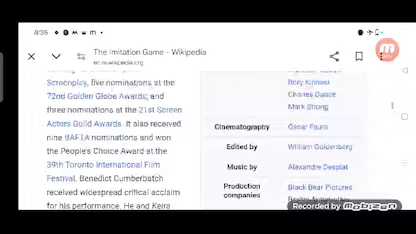 8:35
The Imitation Game - Wikipedia
en.m.wikipedia.org
Screenplay, five nominations at the
72nd Golden Globe Awards; and
three nominations at the 21st Screen
Actors Guild Awards. It also received
nine BAFTA nominations and won
the People's Choice Award at the
39th Toronto International Film
Festival. Benedict Cumberbatch
received widespread critical acclaim
for his performance. He and Keira
Rory Kinnear
Charles Dance
Mark Strong
Cinematography Óscar Faura
Edited by William Goldenberg
Music by Alexandre Desplat
Production Black Bear Pictures
companies
Recorded by Mobizen